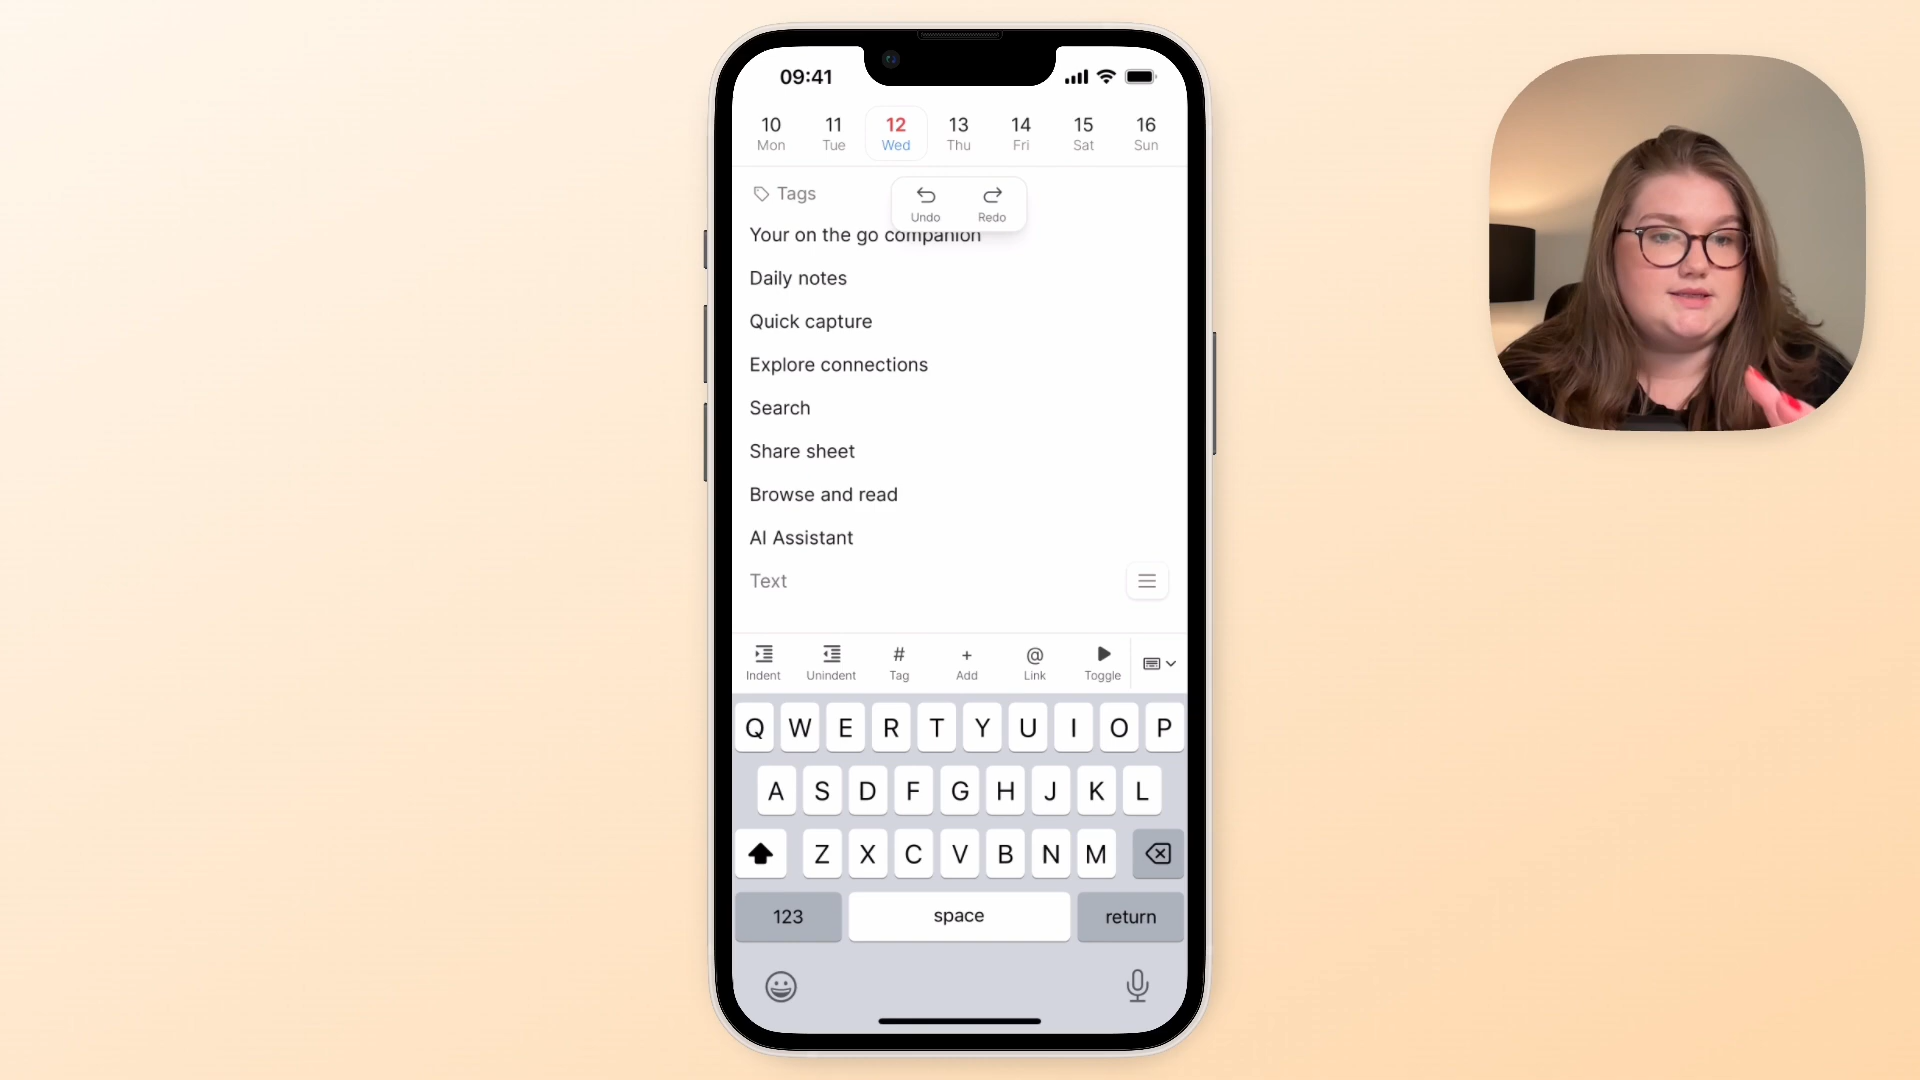 09:41
10 11 12 13 14 15 16
Mon Tue Wed Thu Fri Sat Sun
Tags
Undo Redo
Your on the go companion
Daily notes
Quick capture
Explore connections
Search
Share sheet
Browse and read
AI Assistant
Text
# + @
Indent Unindent Tag Add Link Toggle
Q W E R T Y U I O P
A S D F G H J K L
Z X C V B N M
123 space return